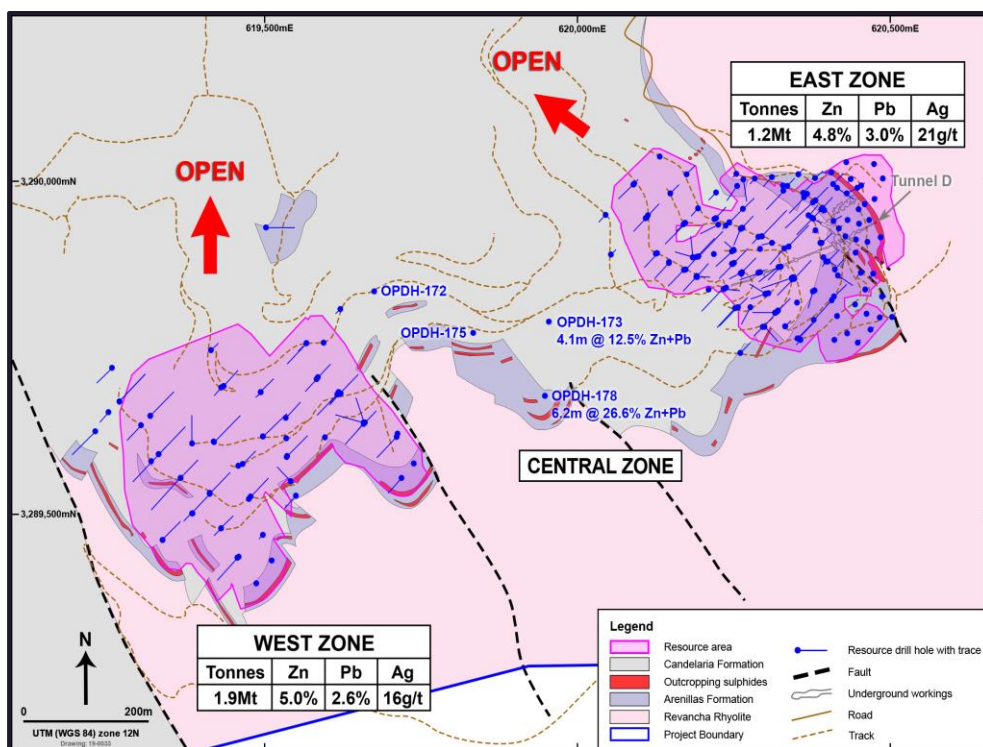 619,500mE
620,000mE
620,500mE
3,290,000mN
3,289,500mN
OPEN
OPEN
EAST ZONE
Tonnes Zn Pb Ag
1.2Mt 4.8% 3.0% 21g/t
Tunnel D
OPDH-172
OPDH-175
OPDH-173
4.1m @ 12.5% Zn+Pb
OPDH-178
6.2m @ 26.6% Zn+Pb
CENTRAL ZONE
WEST ZONE
Tonnes Zn Pb Ag
1.9Mt 5.0% 2.6% 16g/t
N
0 200m
UTM (WGS 84) zone 12N
Drawing: 18-0033
Legend
Resource area
Candelaria Formation
Outcropping sulphides
Arenillas Formation
Revancha Rhyolite
Project Boundary
Resource drill hole with trace
Fault
Underground workings
Road
Track